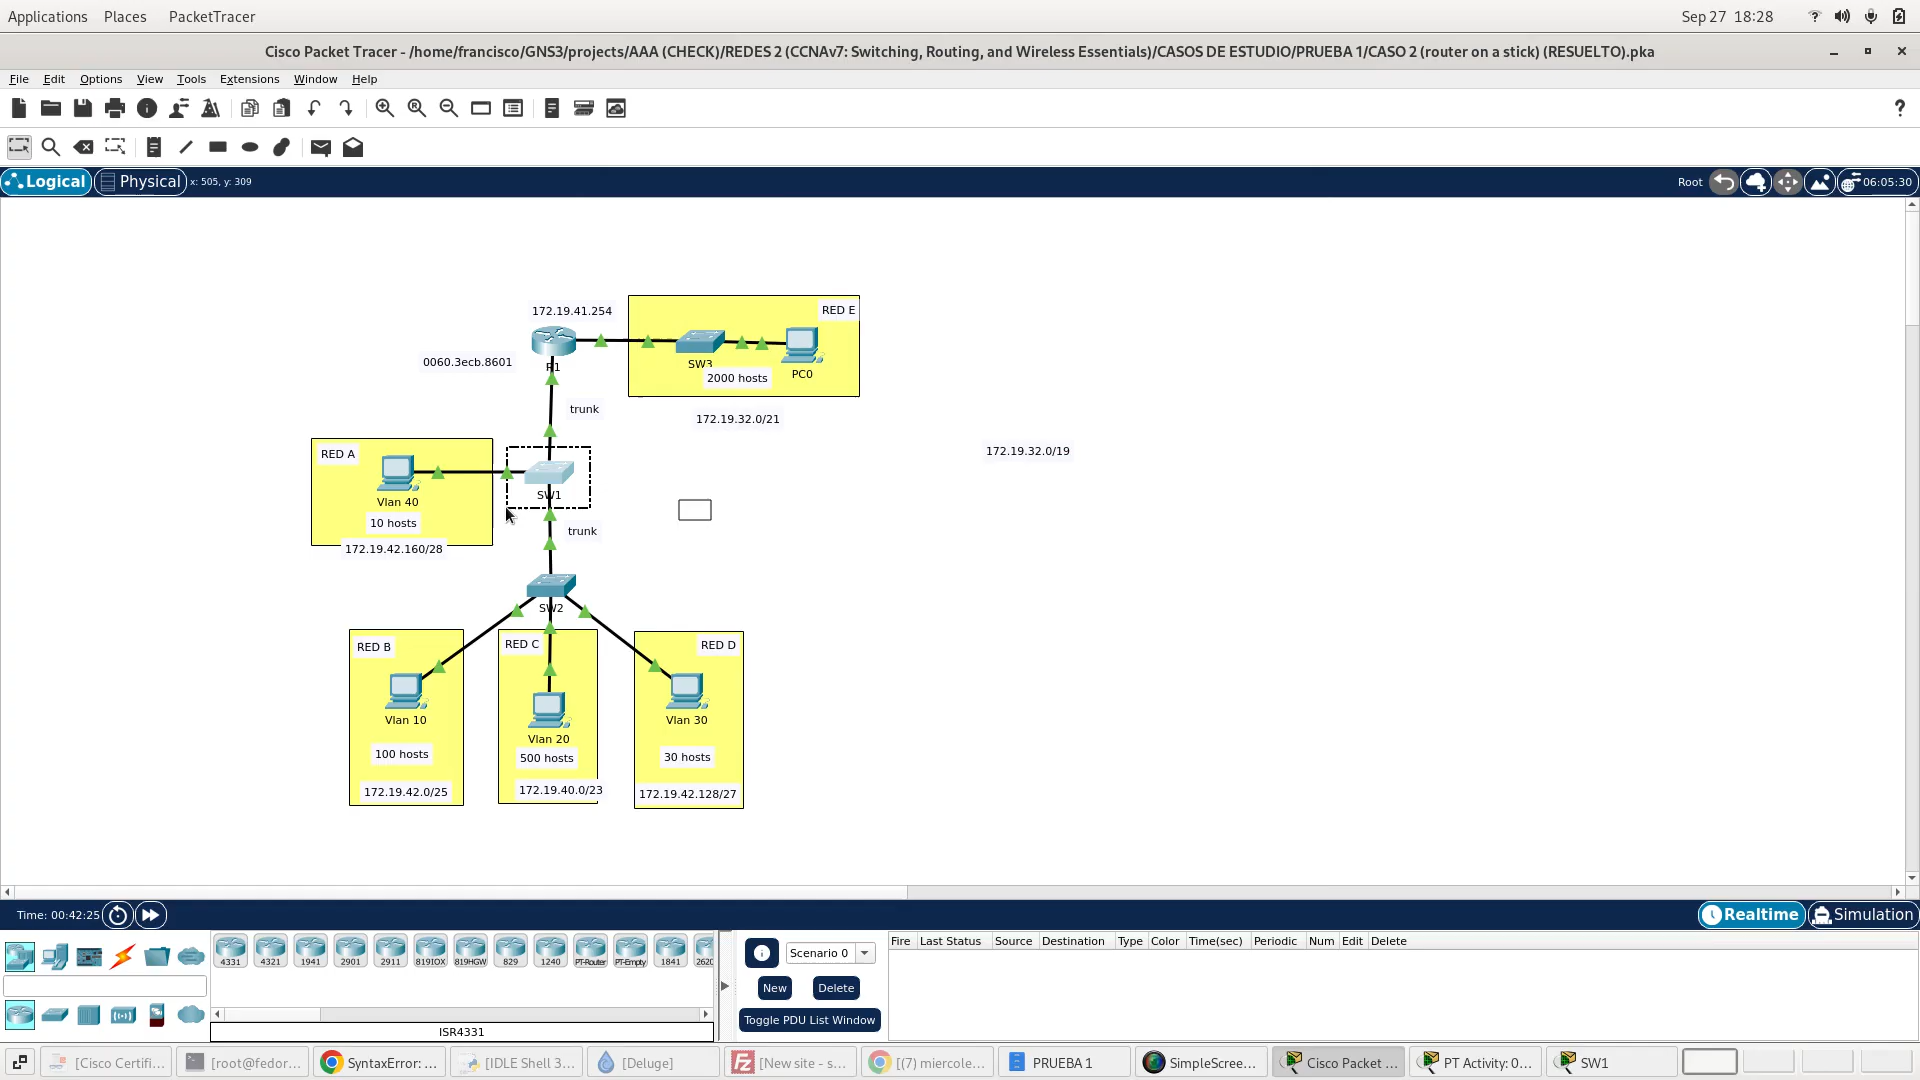 Applications Places PacketTracer Sep 27 18:28
Cisco Packet Tracer - /home/francisco/GNS3/projects/AAA (CHECK)/REDES 2 (CCNAv7: Switching, Routing, and Wireless Essentials)/CASOS DE ESTUDIO/PRUEBA 1/CASO 2 (router on a stick) (RESUELTO).pka
File Edit Options View Tools Extensions Window Help
Logical Physical x: 505, y: 309 Root 06:05:30
172.19.41.254
RED E
0060.3ecb.8601
R1
SW3
PC0
2000 hosts
trunk
172.19.32.0/21
172.19.32.0/19
RED A
Vlan 40
10 hosts
172.19.42.160/28
SW1
trunk
SW2
RED B
Vlan 10
100 hosts
172.19.42.0/25
RED C
Vlan 20
500 hosts
172.19.40.0/23
RED D
Vlan 30
30 hosts
172.19.42.128/27
Time: 00:42:25 Realtime Simulation
4331 4321 1941 2901 2911 819IOX 819HGW 829 1240 PT-Router PT-Empty 1841 2620
ISR4331
Scenario 0
New Delete
Toggle PDU List Window
Fire Last Status Source Destination Type Color Time(sec) Periodic Num Edit Delete
[Cisco Certifi... [root@fedor... SyntaxError: ... [IDLE Shell 3... [Deluge] [New site - s... [(7) miercole... PRUEBA 1 SimpleScree... Cisco Packet ... PT Activity: 0... SW1